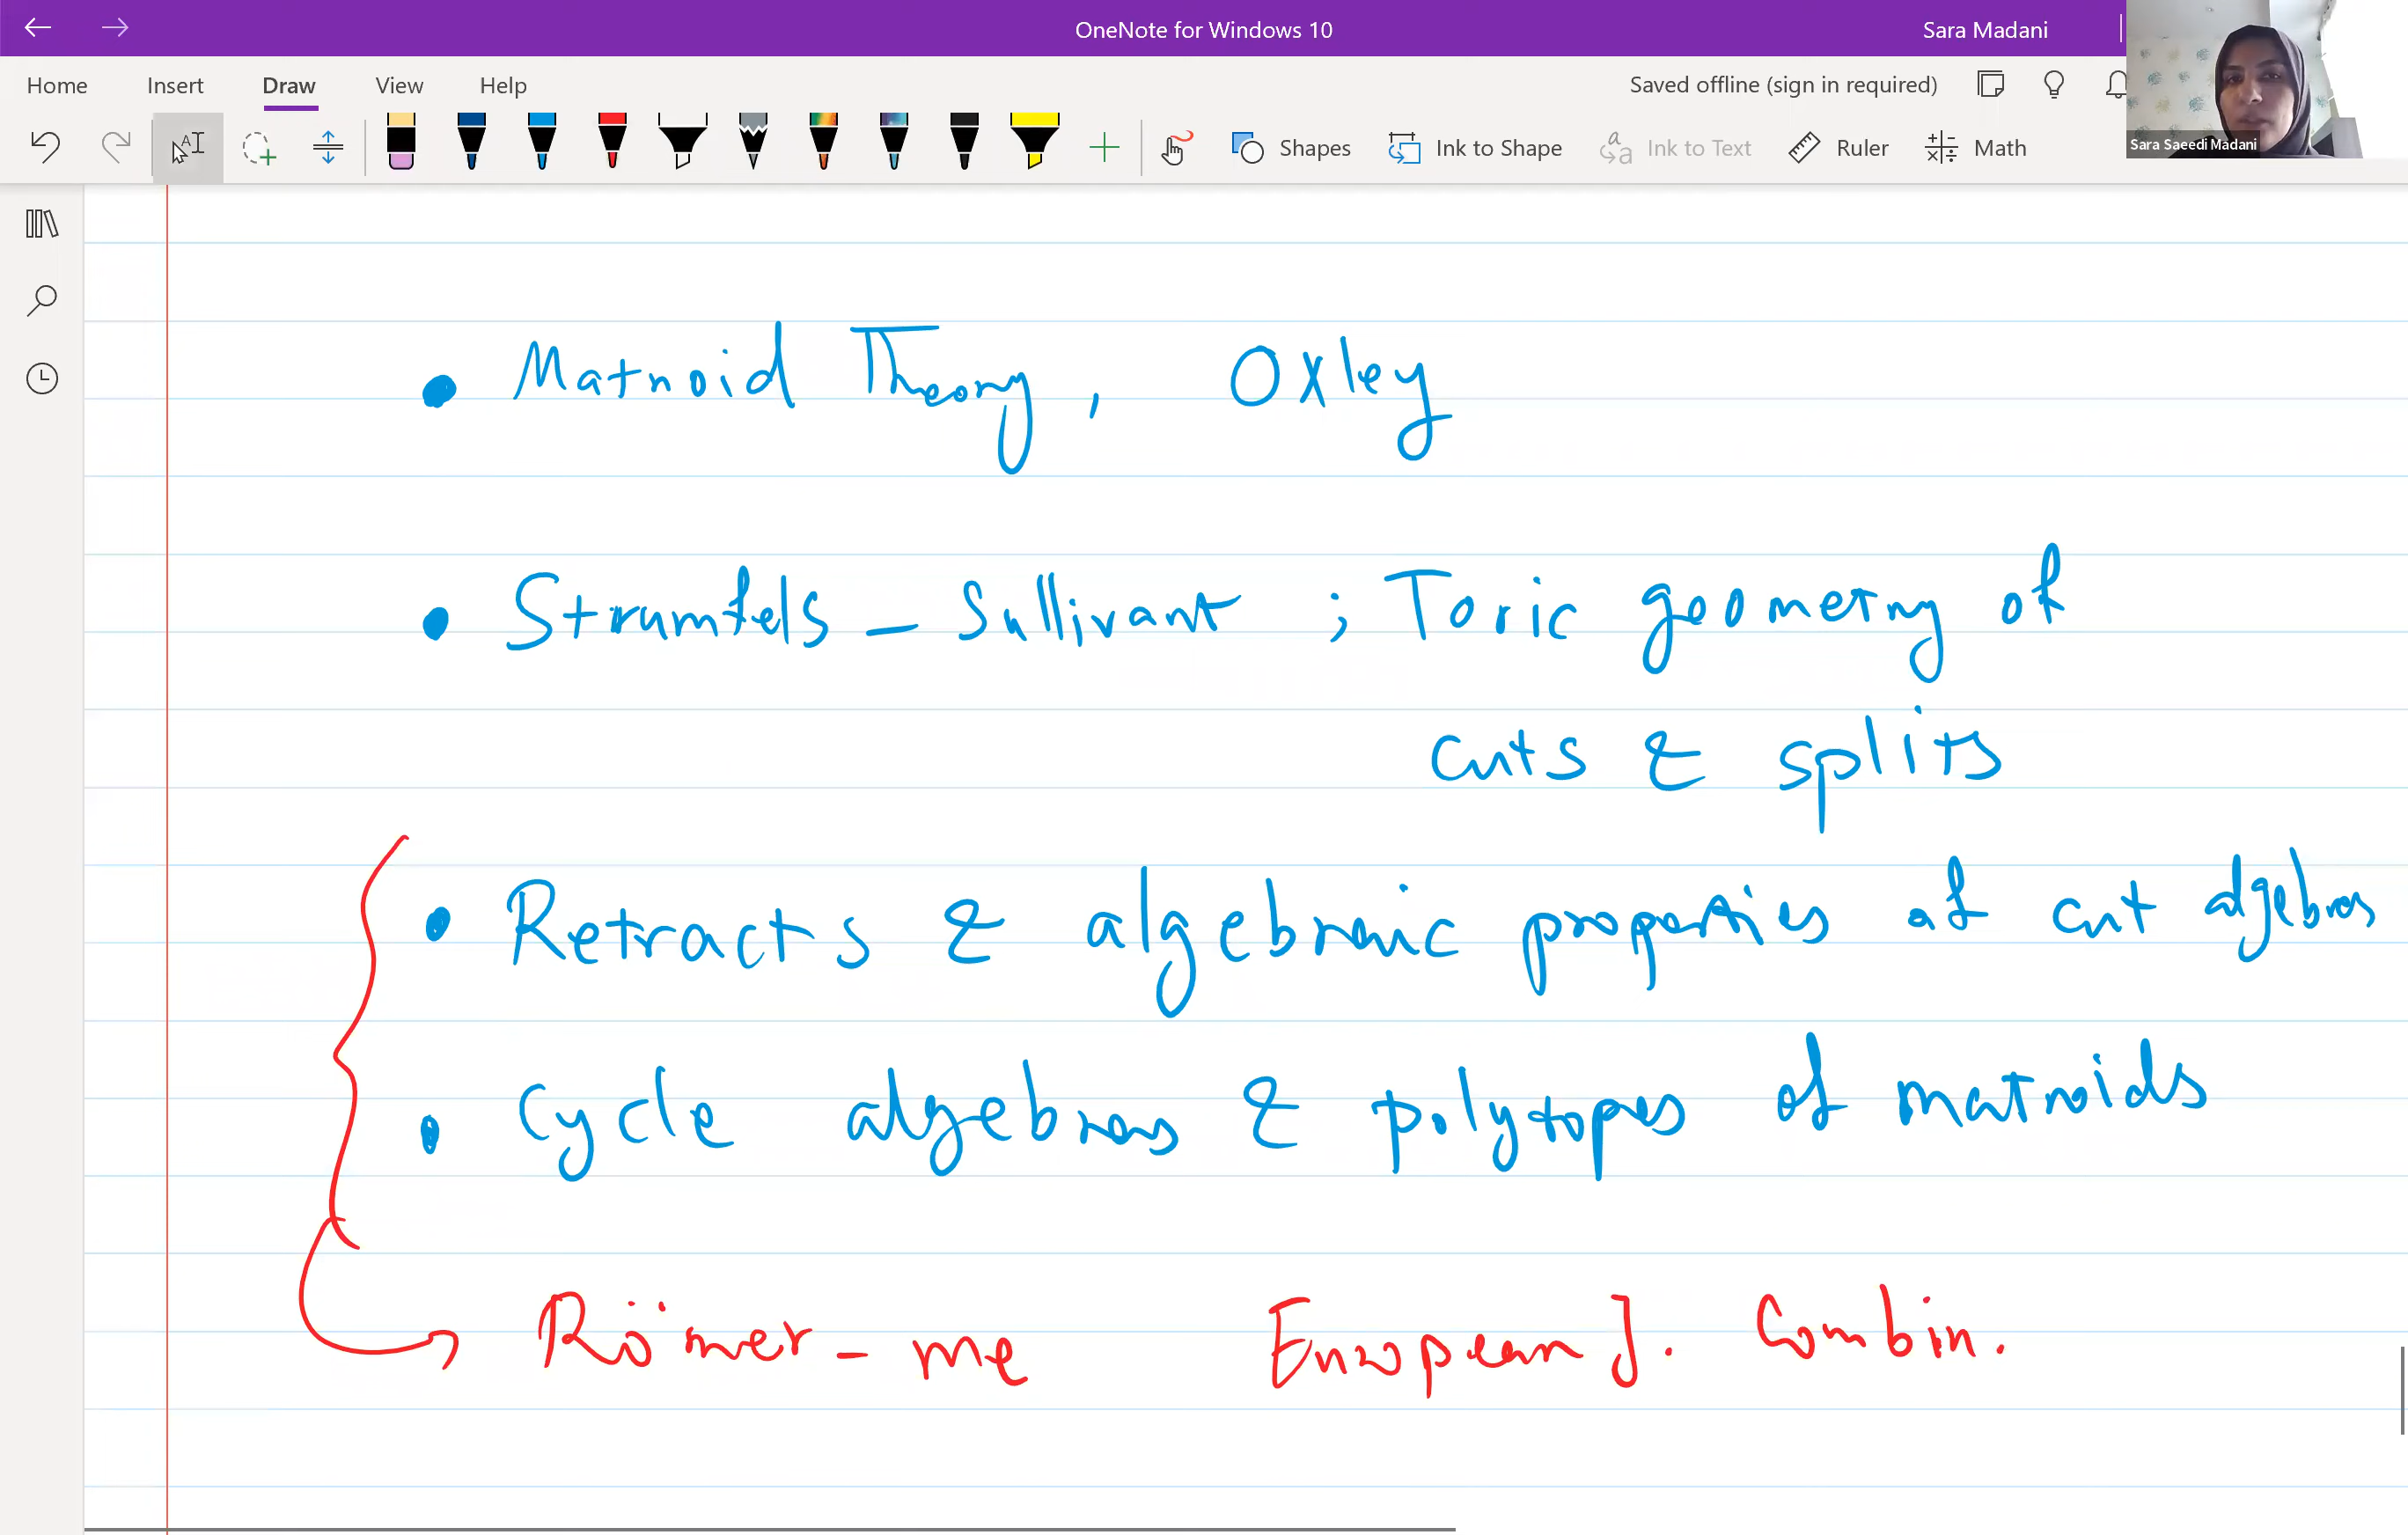 OneNote for Windows 10
Sara Madani
Home Insert Draw View Help
Saved offline (sign in required)
Shapes Ink to Shape Ink to Text Ruler Math
Sara Saeedi Madani
• Matroid Theory, Oxley
• Strumfels - Sullivant ; Toric geometry of
cuts & splits
• Retracts & algebraic properties of cut algebras
• Cycle algebras & polytopes of matroids
Römer - me European J. Combin.